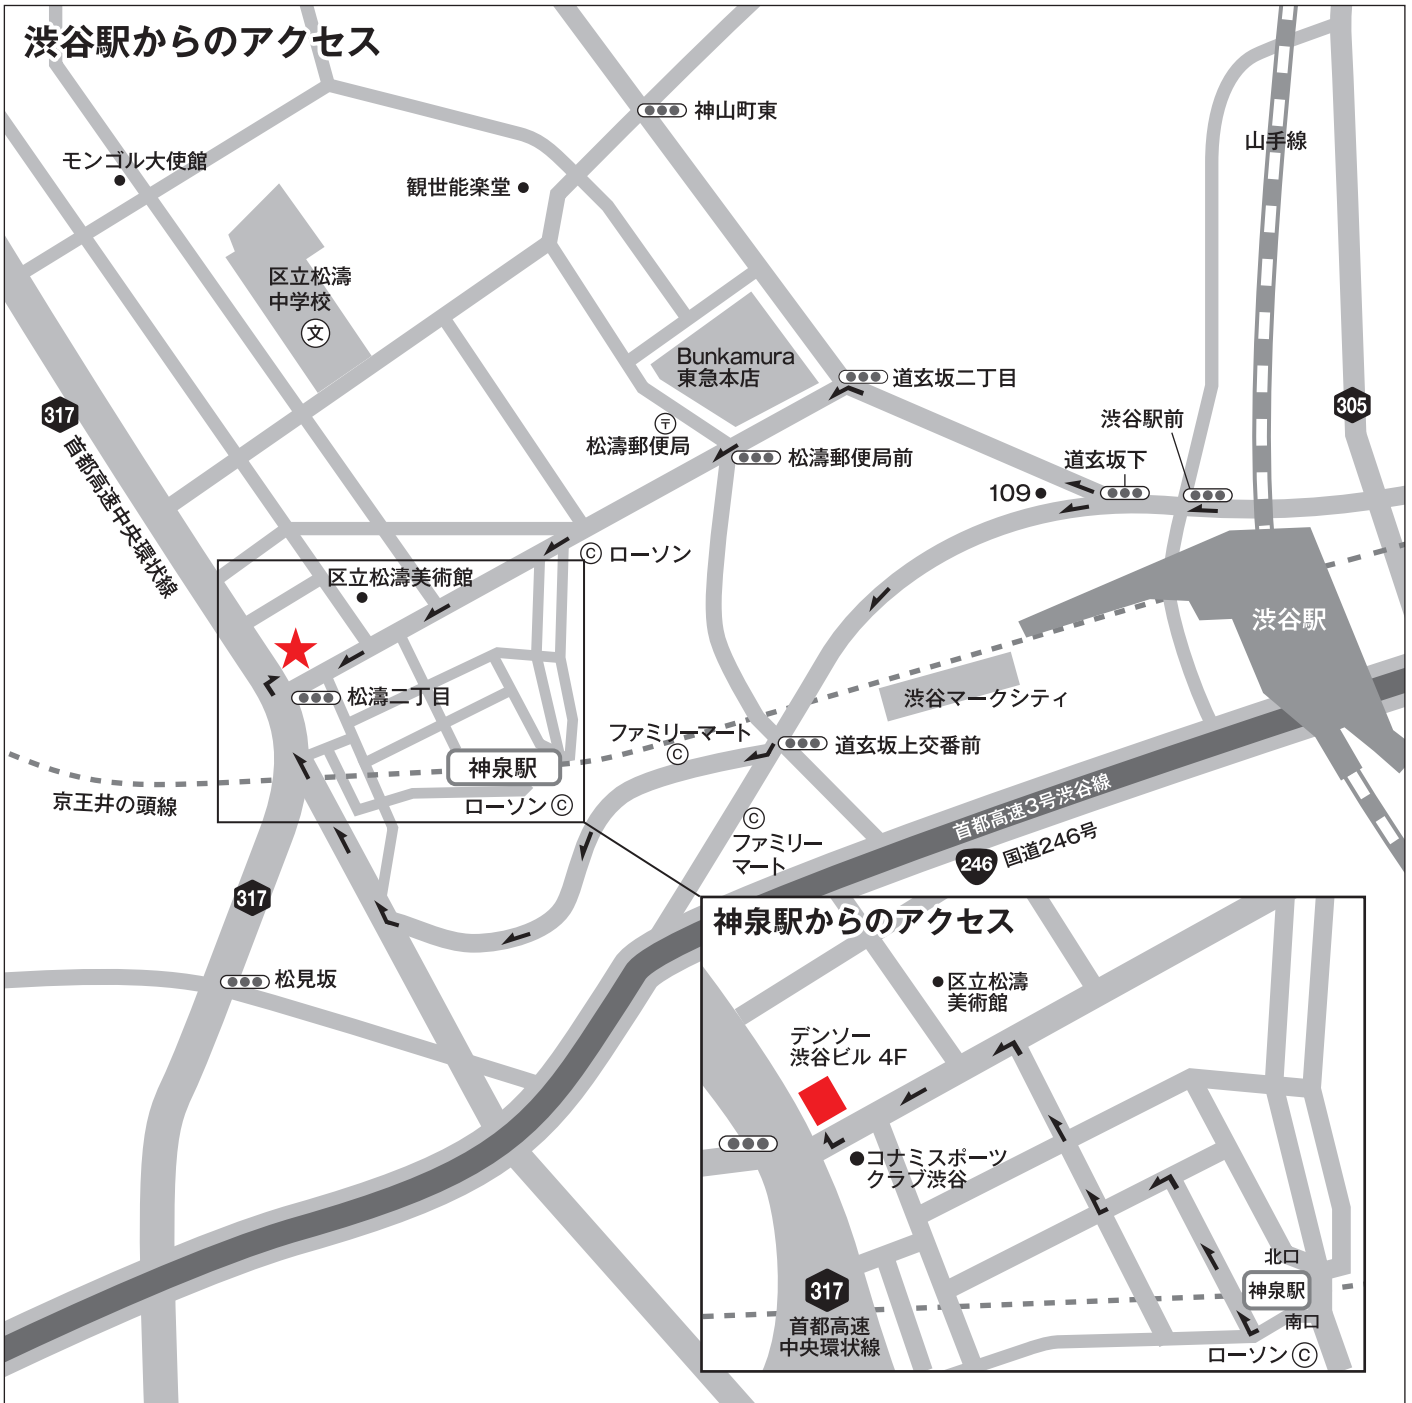 渋谷駅からのアクセス
神山町東
山手線
モンゴル大使館
観世能楽堂
区立松濤
中学校
文
Bunkamura
東急本店
道玄坂二丁目
317
首都高速中央環状線
〒
松濤郵便局
松濤郵便局前
渋谷駅前
305
道玄坂下
109
C ローソン
区立松濤美術館
渋谷駅
松濤二丁目
渋谷マークシティ
ファミリーマート
C
道玄坂上交番前
神泉駅
京王井の頭線
ローソン C
首都高速3号渋谷線
C
ファミリー
マート
246
国道246号
317
松見坂
神泉駅からのアクセス
区立松濤
美術館
デンソー
渋谷ビル 4F
コナミスポーツ
クラブ渋谷
北口
神泉駅
317
首都高速
中央環状線
南口
ローソン C